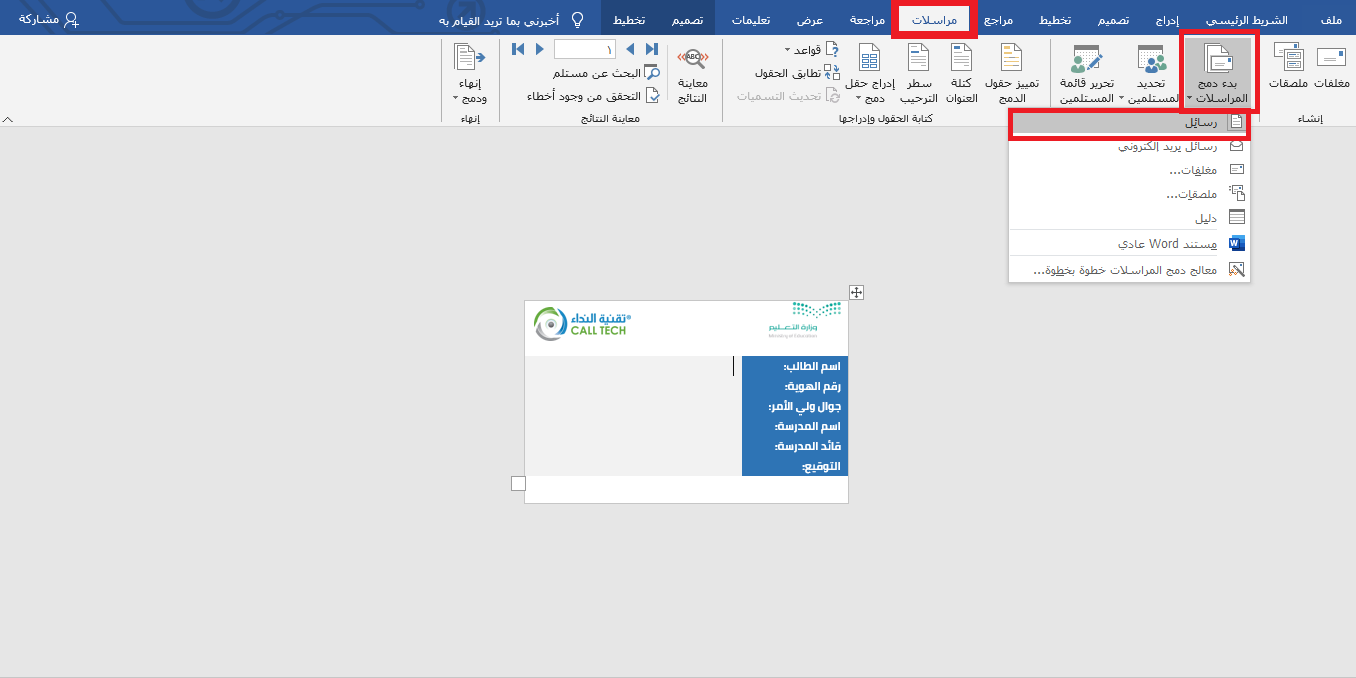 ملف الشريط الرئيسي إدراج تصميم تخطيط مراجع مراسلات مراجعة عرض تعليمات تصميم تخطيط أخبرني بما تريد القيام به مشاركة
مغلفات
ملصقات
إنشاء
بدء دمج
المراسلات
تحديد
المستلمين
تحرير قائمة
المستلمين
تمييز حقول
الدمج
كتلة
العنوان
سطر
الترحيب
إدراج حقل
دمج
قواعد
تطابق الحقول
تحديث التسميات
كتابة الحقول وإدراجها
ABC
معاينة
النتائج
١
البحث عن مستلم
التحقق من وجود أخطاء
معاينة النتائج
إنهاء
ودمج
إنهاء
رسائل
رسائل بريد إلكتروني
مغلفات...
ملصقات...
دليل
مستند Word عادي
معالج دمج المراسلات خطوة بخطوة...
وزارة التعـليم
Ministry of Education
تقنية النداء®
CALL TECH
اسم الطالب:
رقم الهوية:
جوال ولي الأمر:
اسم المدرسة:
قائد المدرسة:
التوقيع: